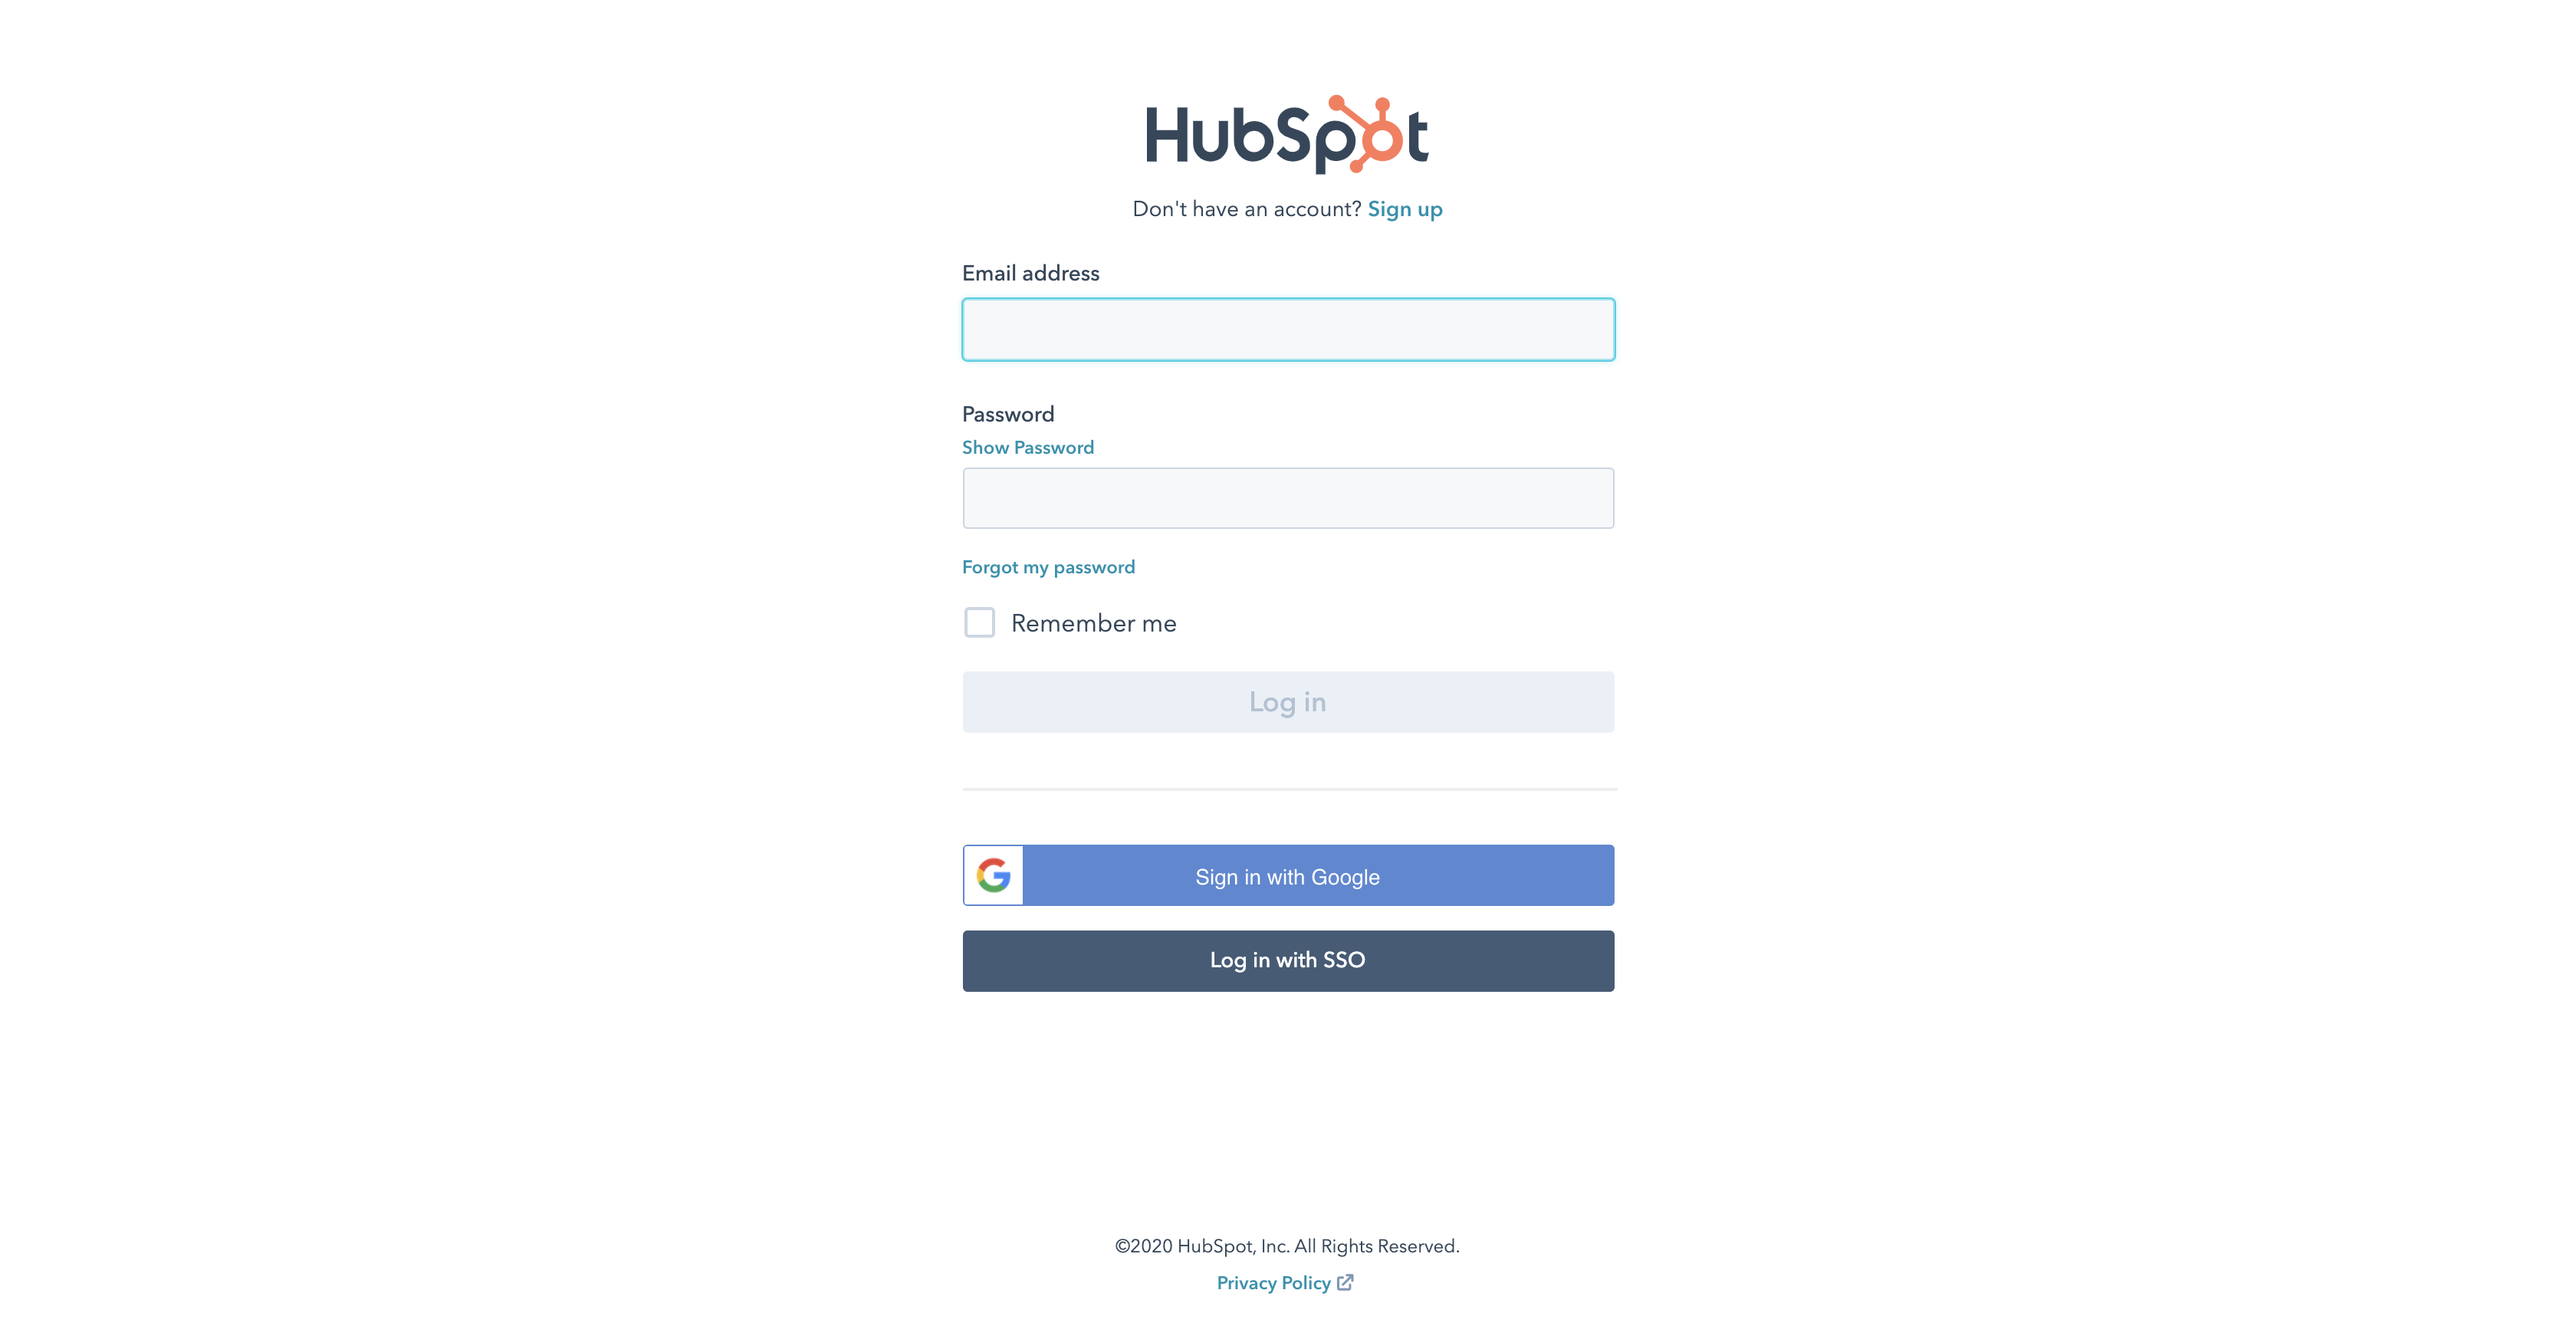 HubSpot
Don't have an account? Sign up
Email address
Password
Show Password
Forgot my password
Remember me
Log in
Sign in with Google
Log in with SSO
©2020 HubSpot, Inc. All Rights Reserved.
Privacy Policy